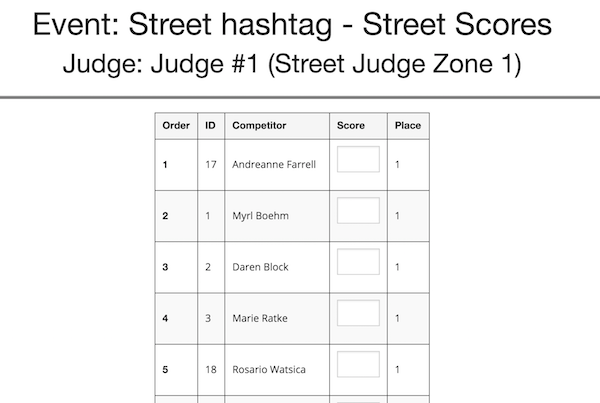 Event: Street hashtag - Street Scores
Judge: Judge #1 (Street Judge Zone 1)
Order ID Competitor Score Place
1 17 Andreanne Farrell 1
2 1 Myrl Boehm 1
3 2 Daren Block 1
4 3 Marie Ratke 1
5 18 Rosario Watsica 1